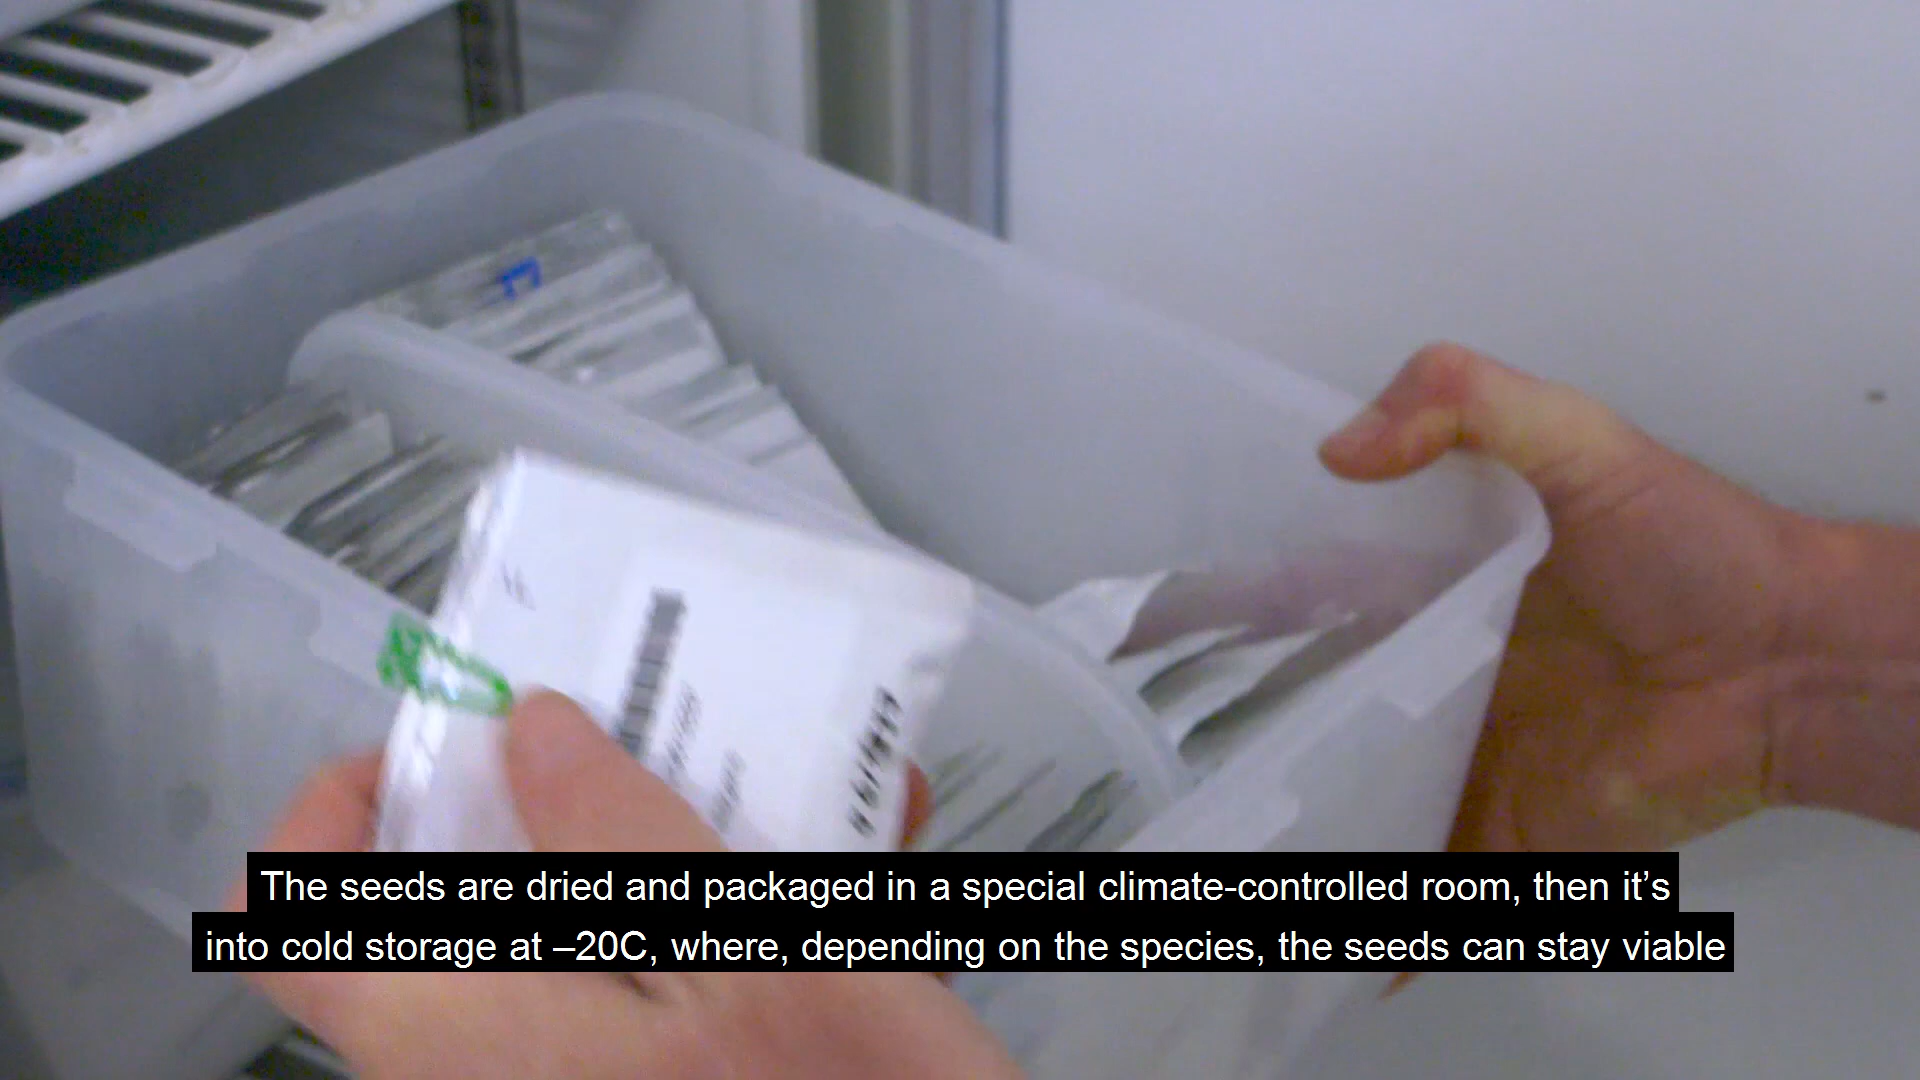 The seeds are dried and packaged in a special climate-controlled room, then it’s
into cold storage at –20C, where, depending on the species, the seeds can stay viable